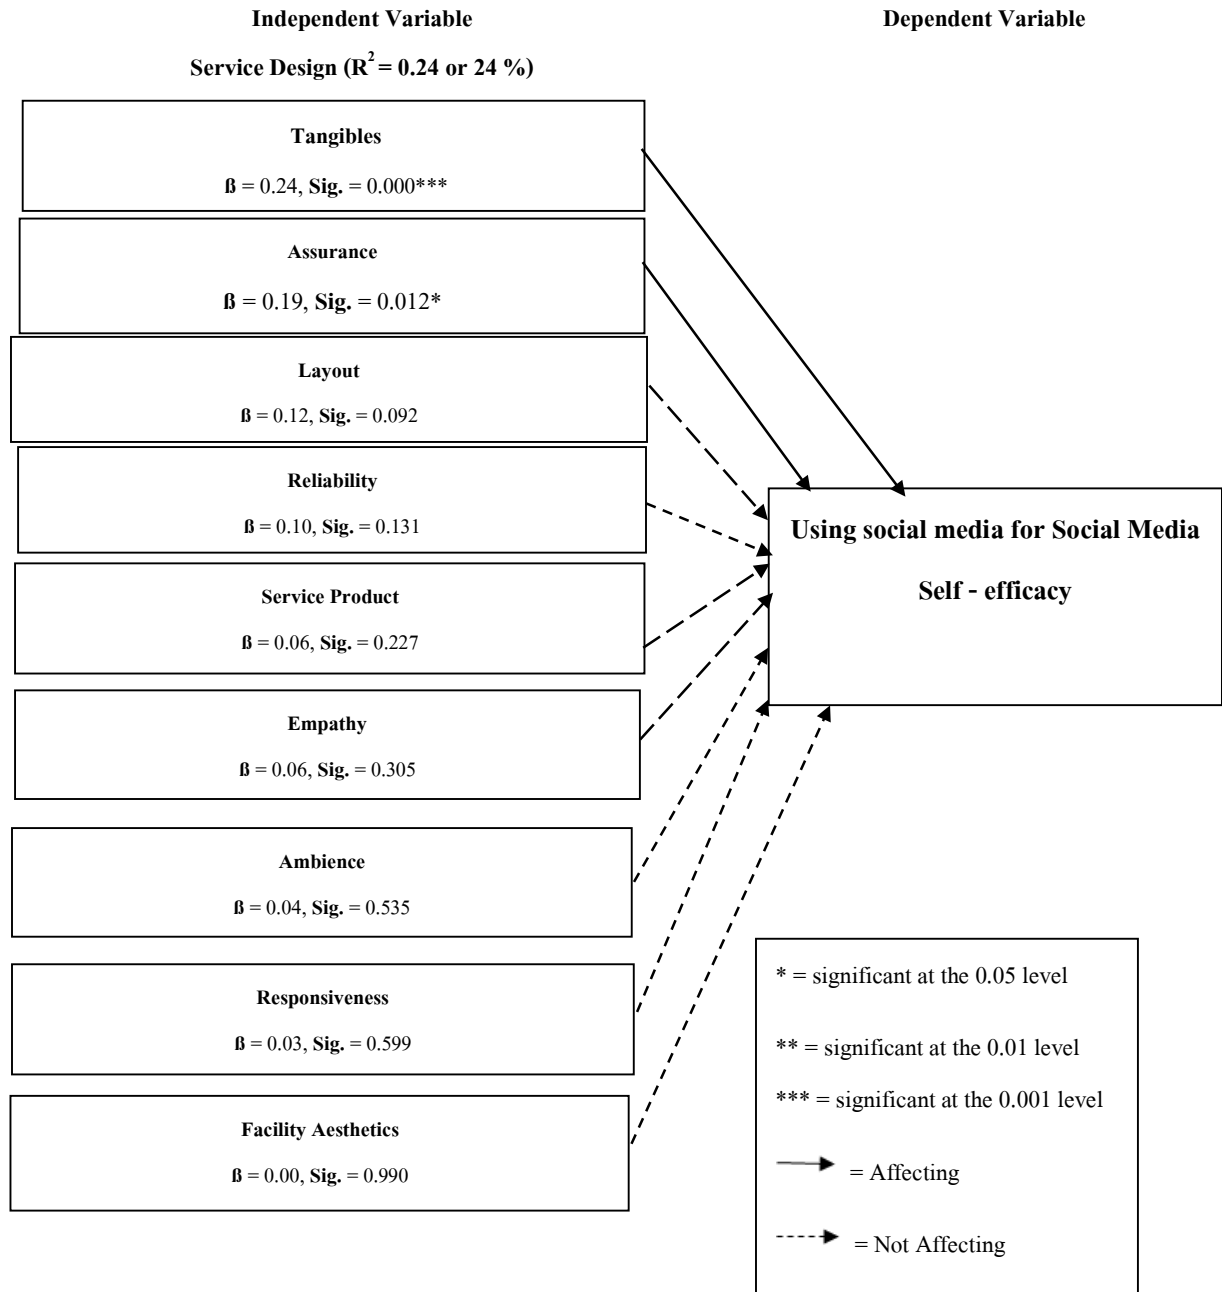 Independent Variable
Dependent Variable
Service Design (R² = 0.24 or 24 %)
Tangibles
ß = 0.24, Sig. = 0.000***
Assurance
ß = 0.19, Sig. = 0.012*
Layout
ß = 0.12, Sig. = 0.092
Reliability
ß = 0.10, Sig. = 0.131
Service Product
ß = 0.06, Sig. = 0.227
Empathy
ß = 0.06, Sig. = 0.305
Ambience
ß = 0.04, Sig. = 0.535
Responsiveness
ß = 0.03, Sig. = 0.599
Facility Aesthetics
ß = 0.00, Sig. = 0.990
Using social media for Social Media
Self - efficacy
* = significant at the 0.05 level
** = significant at the 0.01 level
*** = significant at the 0.001 level
= Affecting
= Not Affecting